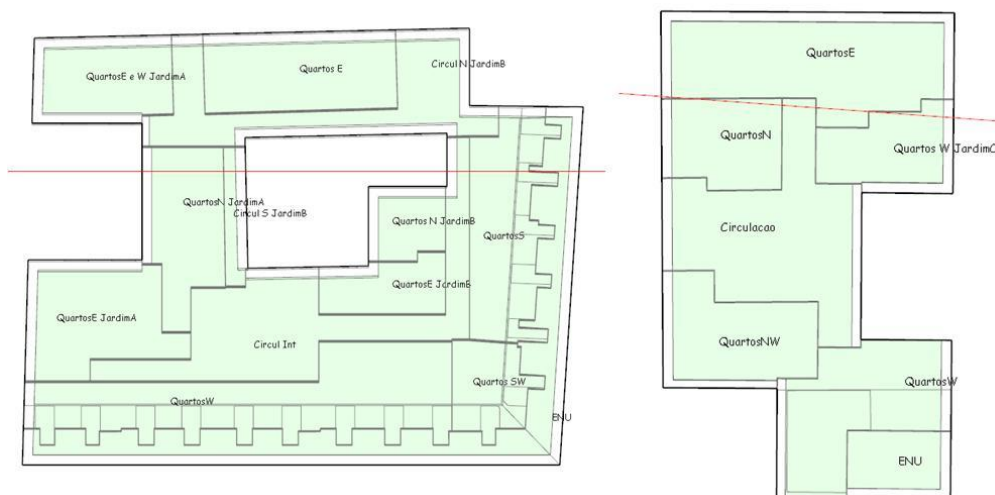 QuartosE e W JardimA
Quartos E
Circul N JardimB
QuartosN JardimA
Circul S JardimB
Quartos N JardimB
QuartosS
QuartosE JardimB
QuartosE JardimA
Circul Int
Quartos SW
QuartosW
ENU
QuartosE
QuartosN
Quartos W JardimC
Circulacao
QuartosNW
QuartosW
ENU